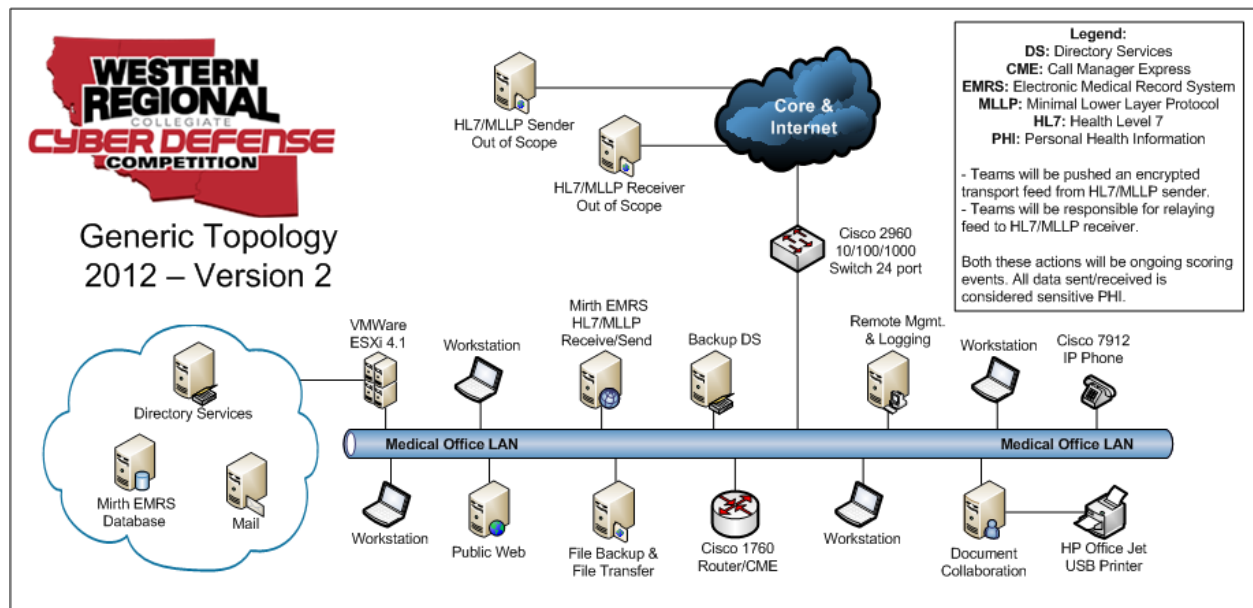 WESTERN
REGIONAL
COLLEGIATE
CYBER DEFENSE
COMPETITION
Generic Topology
2012 – Version 2
HL7/MLLP Sender
Out of Scope
HL7/MLLP Receiver
Out of Scope
Core &
Internet
Cisco 2960
10/100/1000
Switch 24 port
Legend:
DS: Directory Services
CME: Call Manager Express
EMRS: Electronic Medical Record System
MLLP: Minimal Lower Layer Protocol
HL7: Health Level 7
PHI: Personal Health Information
- Teams will be pushed an encrypted
transport feed from HL7/MLLP sender.
- Teams will be responsible for relaying
feed to HL7/MLLP receiver.
Both these actions will be ongoing scoring
events. All data sent/received is
considered sensitive PHI.
Directory Services
Mirth EMRS
Database
Mail
VMWare
ESXi 4.1
Workstation
Mirth EMRS
HL7/MLLP
Receive/Send
Backup DS
Remote Mgmt.
& Logging
Workstation
Cisco 7912
IP Phone
Medical Office LAN
Medical Office LAN
Workstation
Public Web
File Backup &
File Transfer
Cisco 1760
Router/CME
Workstation
Document
Collaboration
HP Office Jet
USB Printer